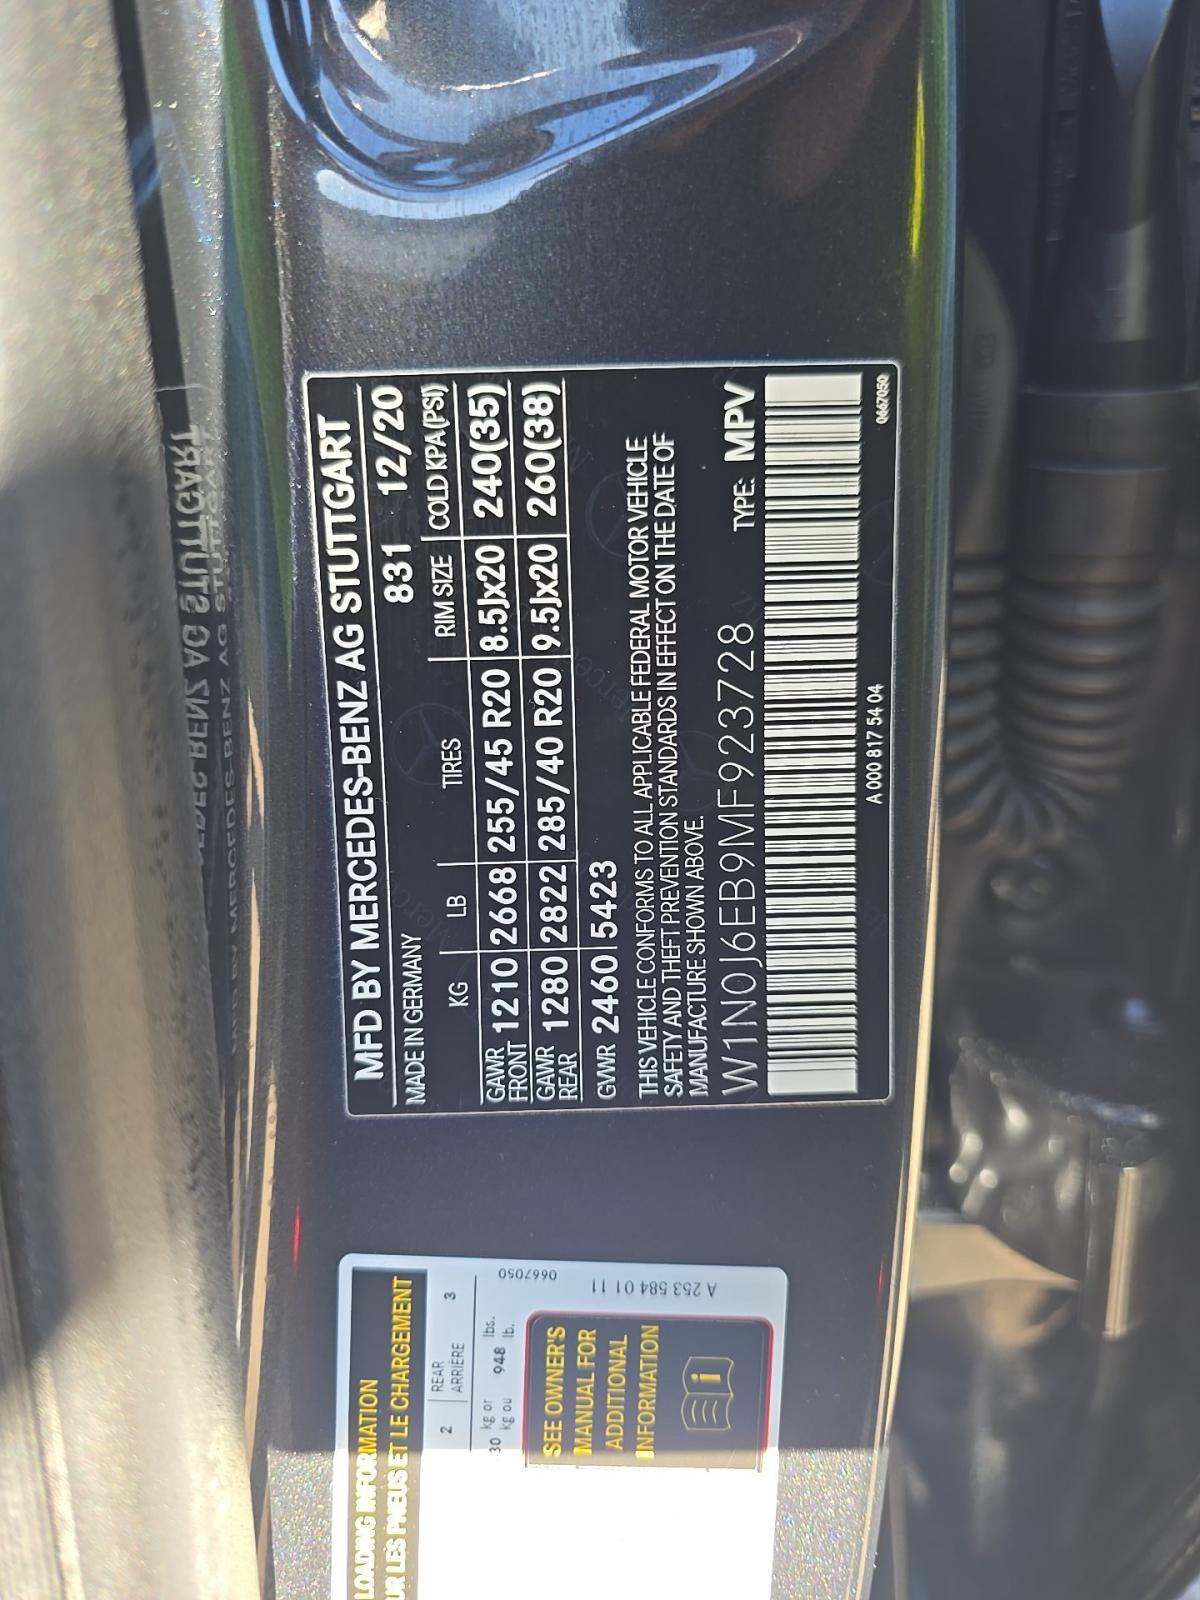 MFD BY MERCEDES-BENZ AG STUTTGART
MADE IN GERMANY 831 12/20
KG LB TIRES RIM SIZE COLD KPA(PSI)
GAWR FRONT 1210 2668 255/45 R20 8.5Jx20 240(35)
GAWR REAR 1280 2822 285/40 R20 9.5Jx20 260(38)
GVWR 2460 5423
THIS VEHICLE CONFORMS TO ALL APPLICABLE FEDERAL MOTOR VEHICLE
SAFETY AND THEFT PREVENTION STANDARDS IN EFFECT ON THE DATE OF
MANUFACTURE SHOWN ABOVE.
W1N0J6EB9MF923728 TYPE: MPV
A 000 817 54 04 0667050
LOADING INFORMATION
LES PNEUS ET LE CHARGEMENT
2 REAR 3
ARRIÈRE
kg or 948 lbs.
kg ou lb.
0667050
SEE OWNER'S
MANUAL FOR
ADDITIONAL
INFORMATION
A 253 584 01 11